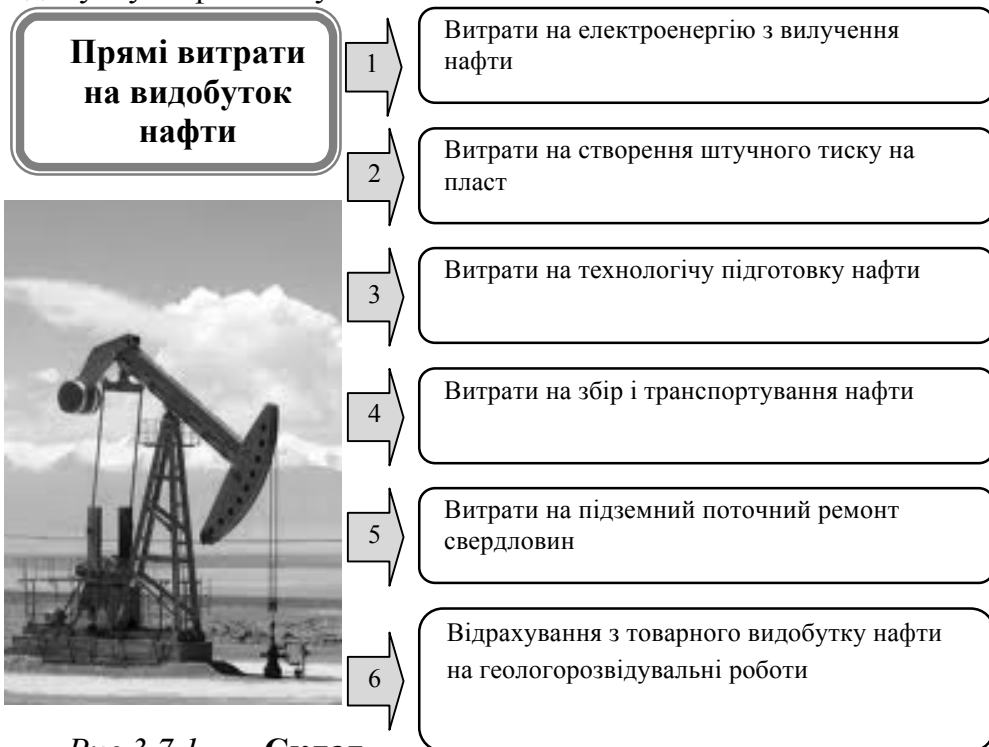 Прямі витрати
на видобуток
нафти
1
Витрати на електроенергію з вилучення
нафти
2
Витрати на створення штучного тиску на
пласт
3
Витрати на технологічу підготовку нафти
4
Витрати на збір і транспортування нафти
5
Витрати на підземний поточний ремонт
свердловин
6
Відрахування з товарного видобутку нафти
на геологорозвідувальні роботи
Рис 3.7.1. Склад